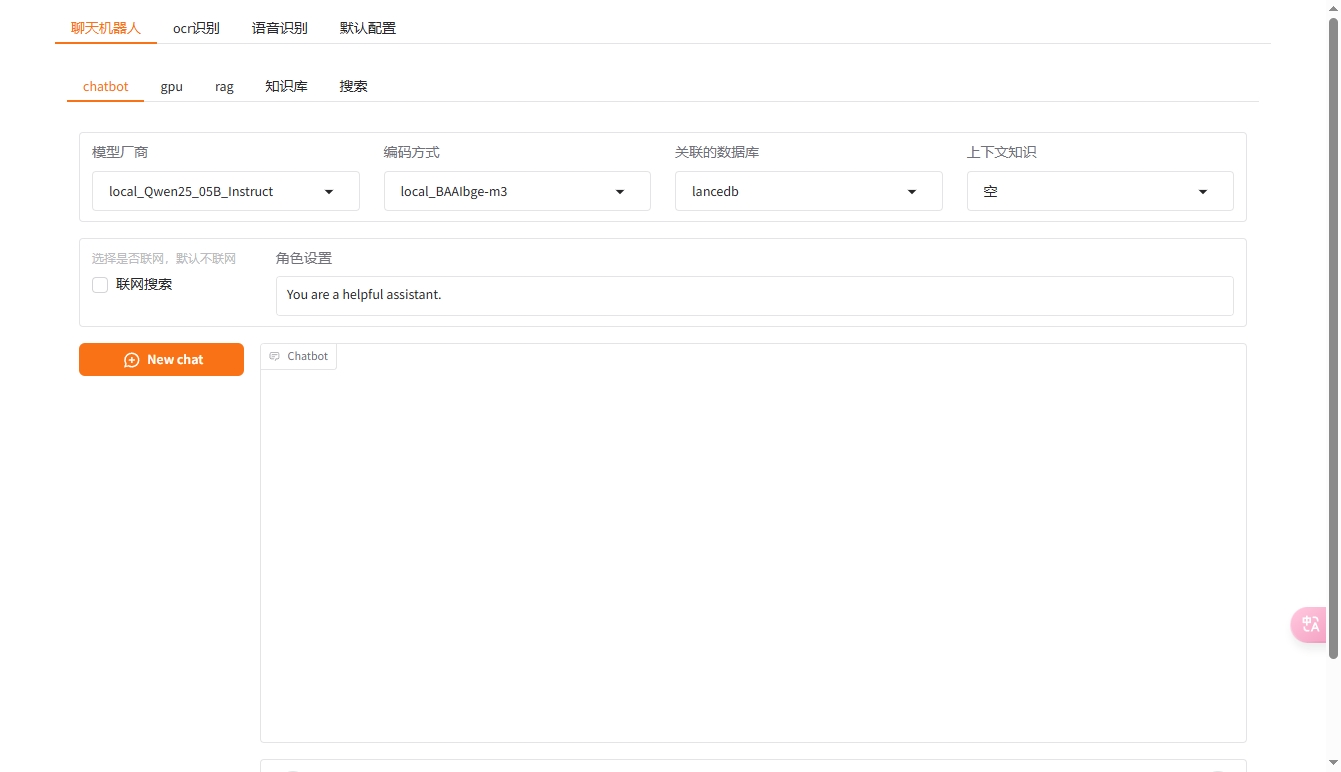 聊天机器人 ocr识别 语音识别 默认配置
chatbot gpu rag 知识库 搜索
模型厂商 编码方式 关联的数据库 上下文知识
local_Qwen25_05B_Instruct local_BAAIbge-m3 lancedb 空
选择是否联网，默认不联网 角色设置
联网搜索 You are a helpful assistant.
New chat Chatbot
中 A